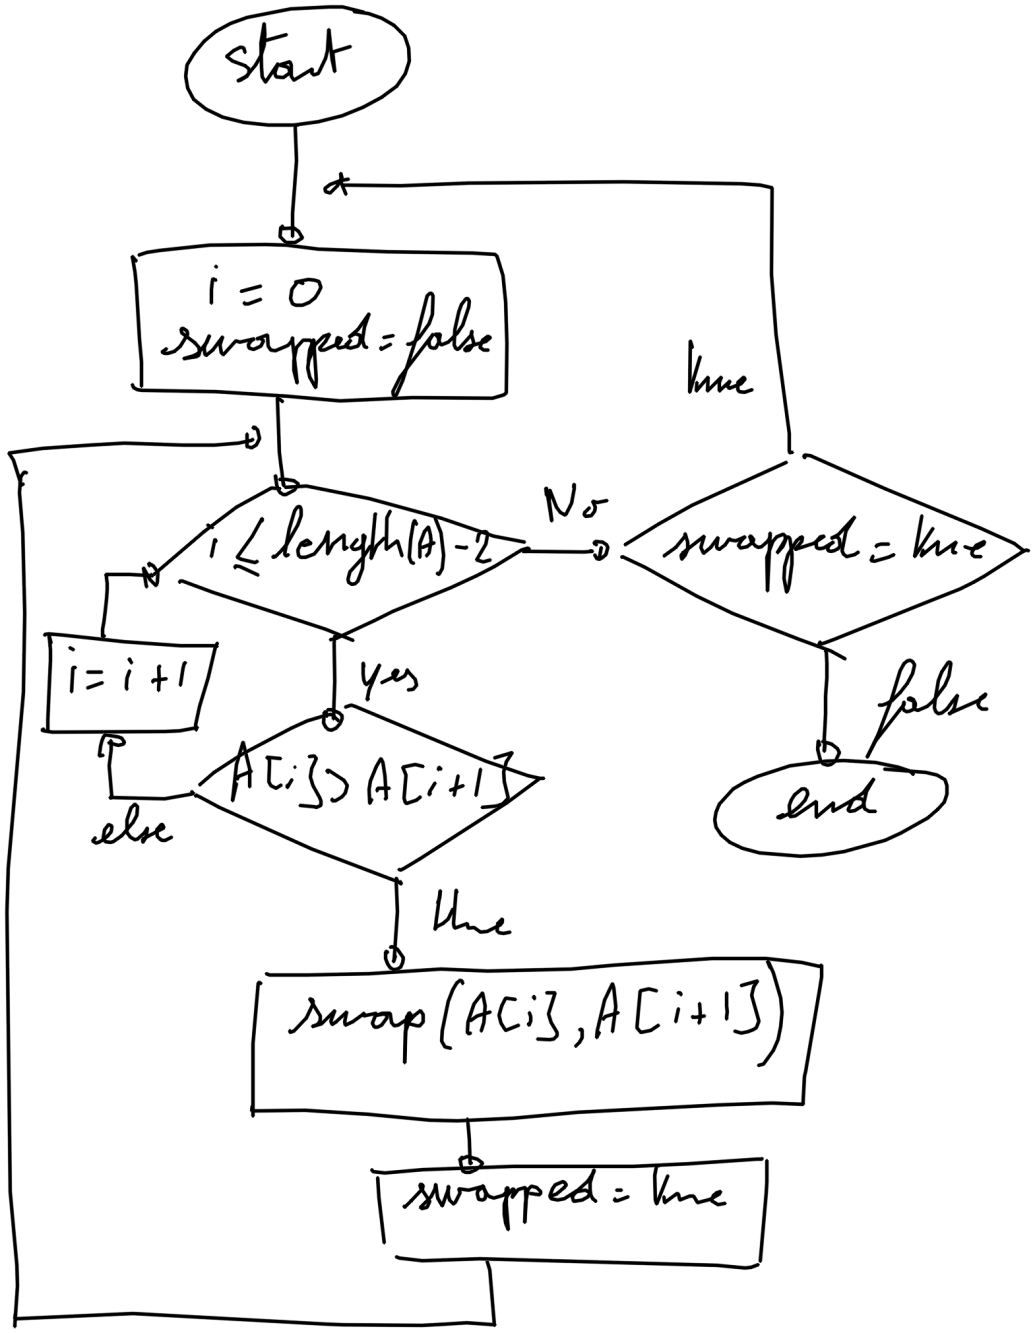 start
i = 0
swapped = false
true
i ≤ length(A) - 2
No
swapped = true
i = i + 1
yes
false
A[i] > A[i+1]
end
else
true
swap(A[i], A[i+1])
swapped = true